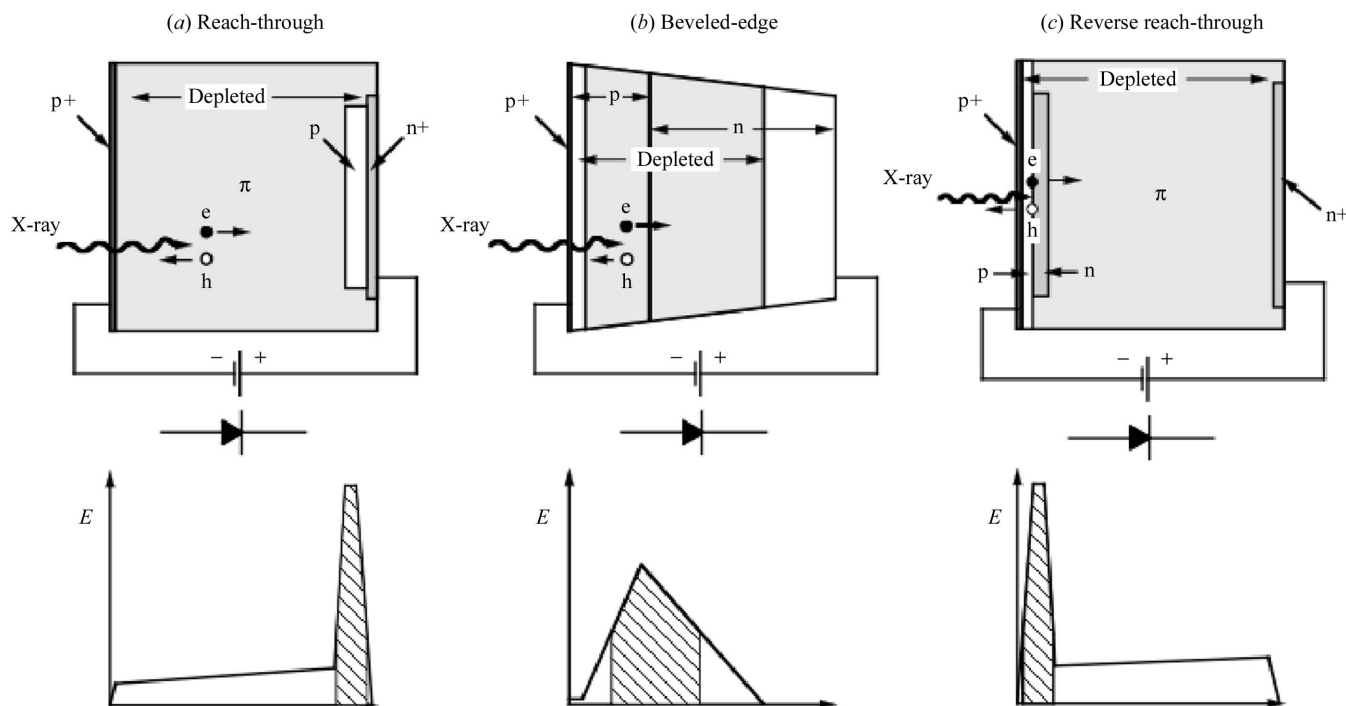 (a) Reach-through
Depleted
p+
p
n+
π
X-ray
e
h
− +
E
(b) Beveled-edge
p+
p
n
Depleted
X-ray
e
h
− +
E
(c) Reverse reach-through
Depleted
p+
e
X-ray
π
h
n+
p
n
− +
E